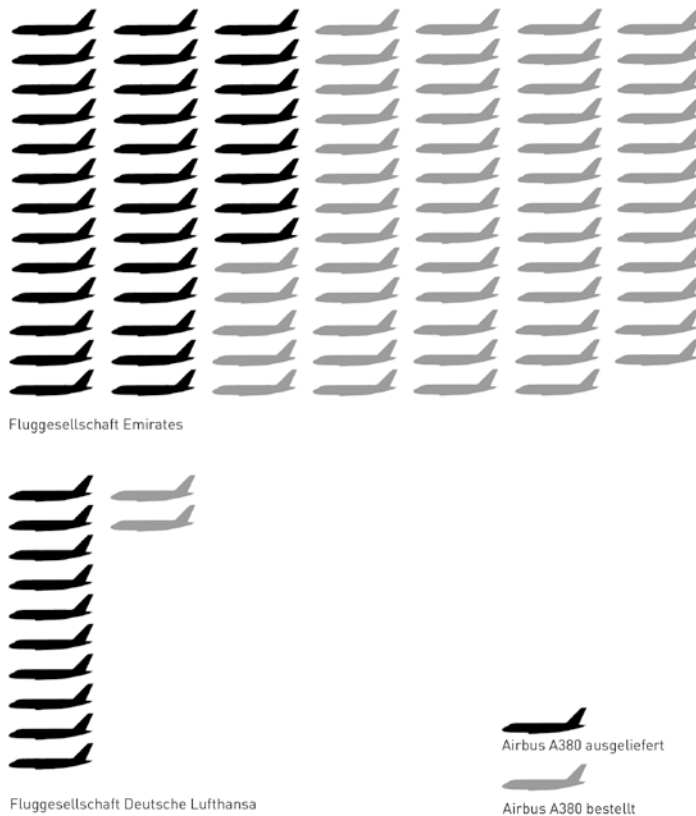 Fluggesellschaft Emirates
Airbus A380 ausgeliefert
Fluggesellschaft Deutsche Lufthansa
Airbus A380 bestellt